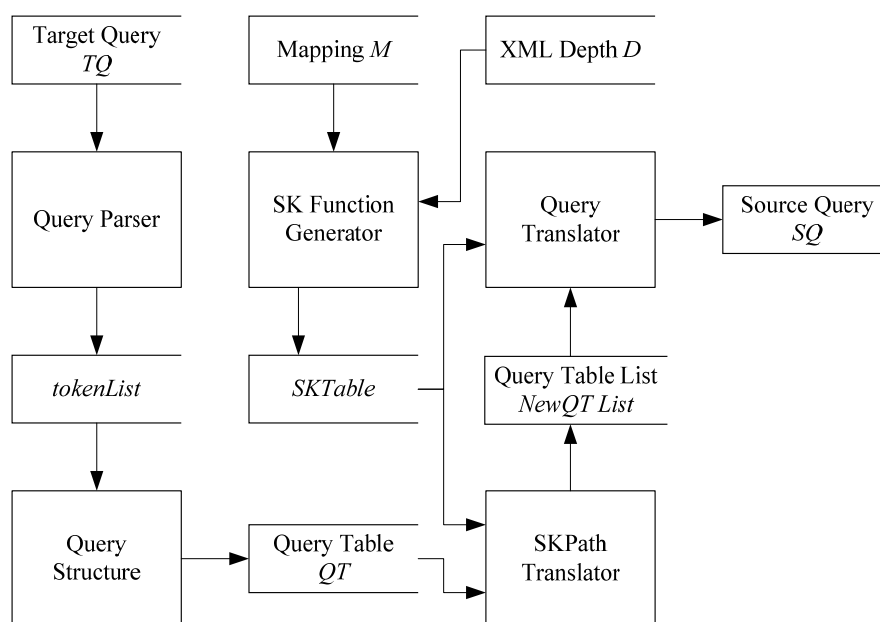 Target Query
TQ
Mapping M
XML Depth D
Query Parser
SK Function
Generator
Query
Translator
Source Query
SQ
tokenList
SKTable
Query Table List
NewQT List
Query
Structure
Query Table
QT
SKPath
Translator